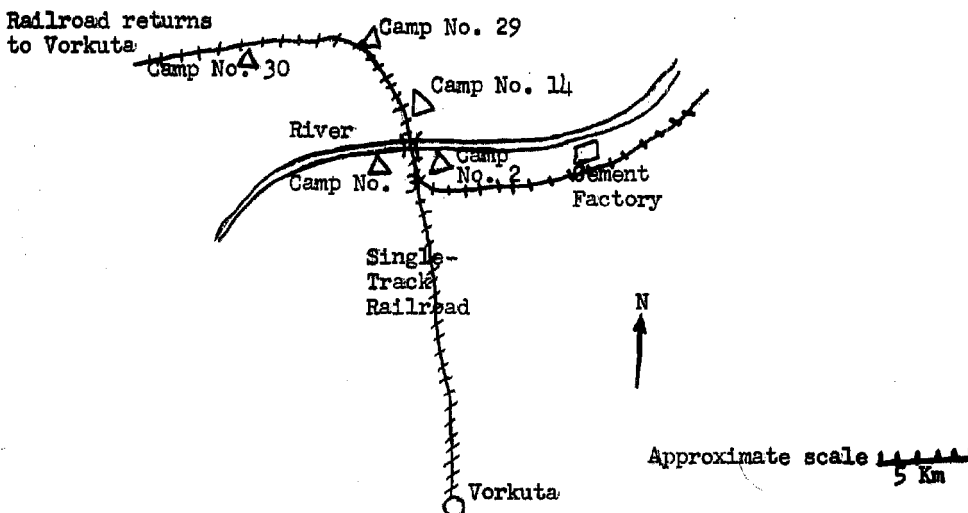 Railroad returns
to Vorkuta
Camp No. 29
Camp No. 30
Camp No. 14
River
Camp No. 3
Camp
No. 2
Cement
Factory
Single-
Track
Railroad
N
Approximate scale
5 Km
Vorkuta